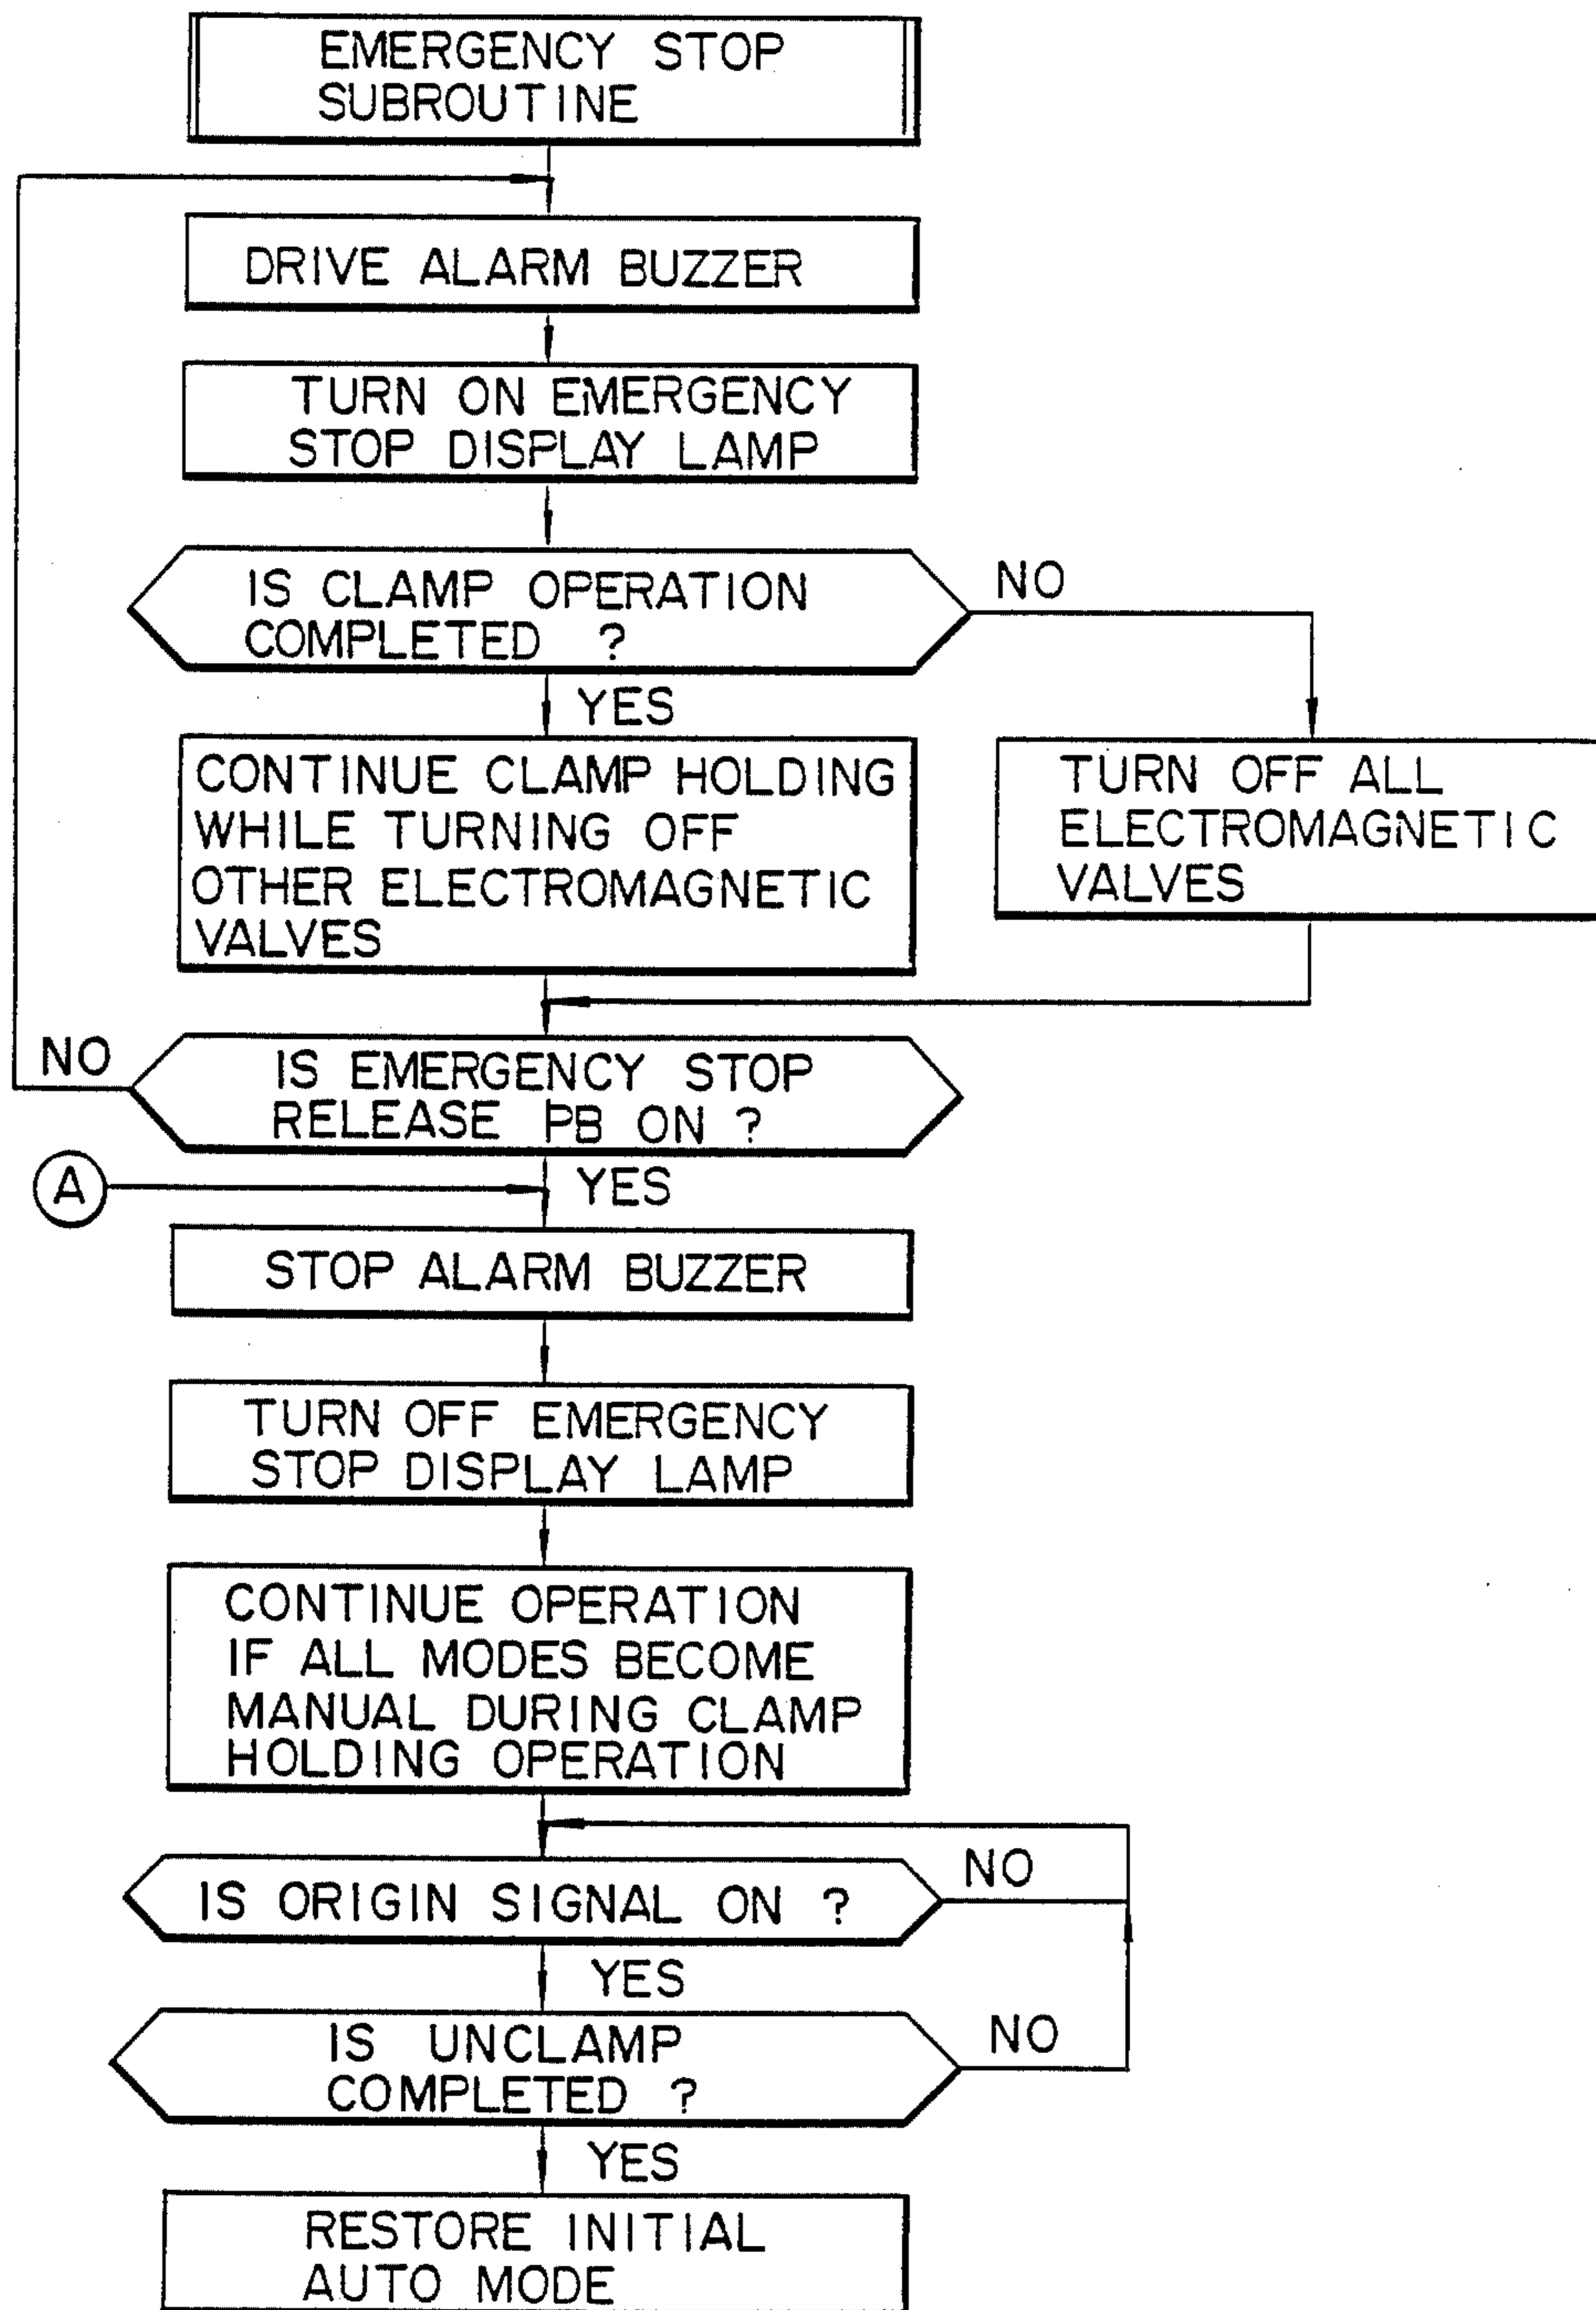 EMERGENCY STOP
SUBROUTINE
DRIVE ALARM BUZZER
TURN ON EMERGENCY
STOP DISPLAY LAMP
IS CLAMP OPERATION
COMPLETED ?
NO
YES
CONTINUE CLAMP HOLDING
WHILE TURNING OFF
OTHER ELECTROMAGNETIC
VALVES
TURN OFF ALL
ELECTROMAGNETIC
VALVES
NO
IS EMERGENCY STOP
RELEASE PB ON ?
A
YES
STOP ALARM BUZZER
TURN OFF EMERGENCY
STOP DISPLAY LAMP
CONTINUE OPERATION
IF ALL MODES BECOME
MANUAL DURING CLAMP
HOLDING OPERATION
IS ORIGIN SIGNAL ON ?
NO
YES
IS UNCLAMP
COMPLETED ?
NO
YES
RESTORE INITIAL
AUTO MODE